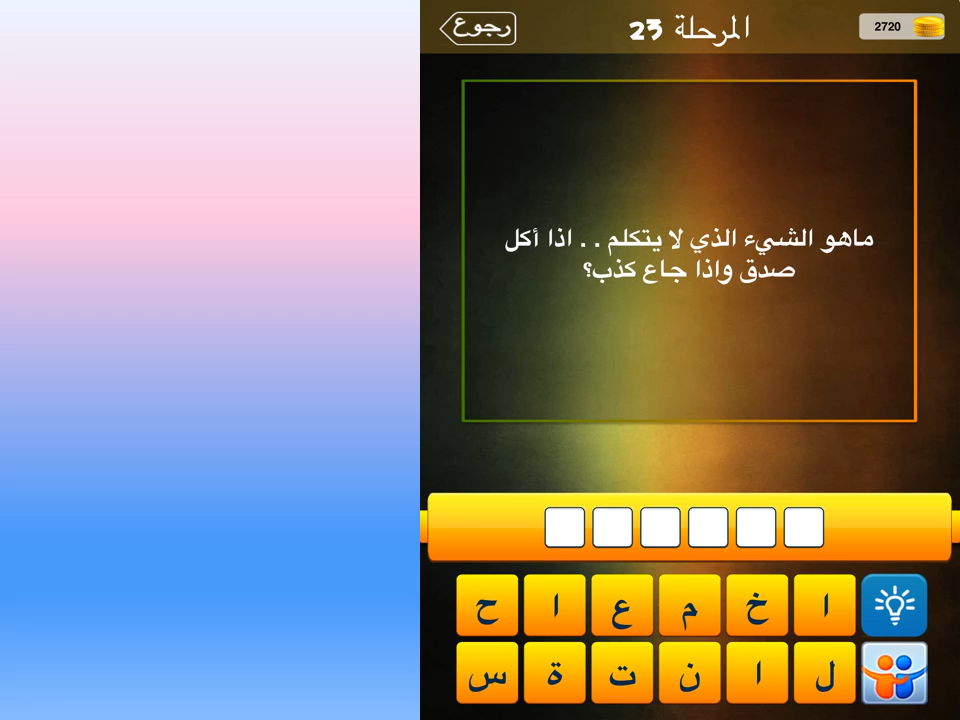 رجوع
المرحلة 23
2720
ماهو الشيء الذي لا يتكلم . . اذا أكل
صدق واذا جاع كذب؟
ا خ م ع ا ح
ل ا ن ت ة س